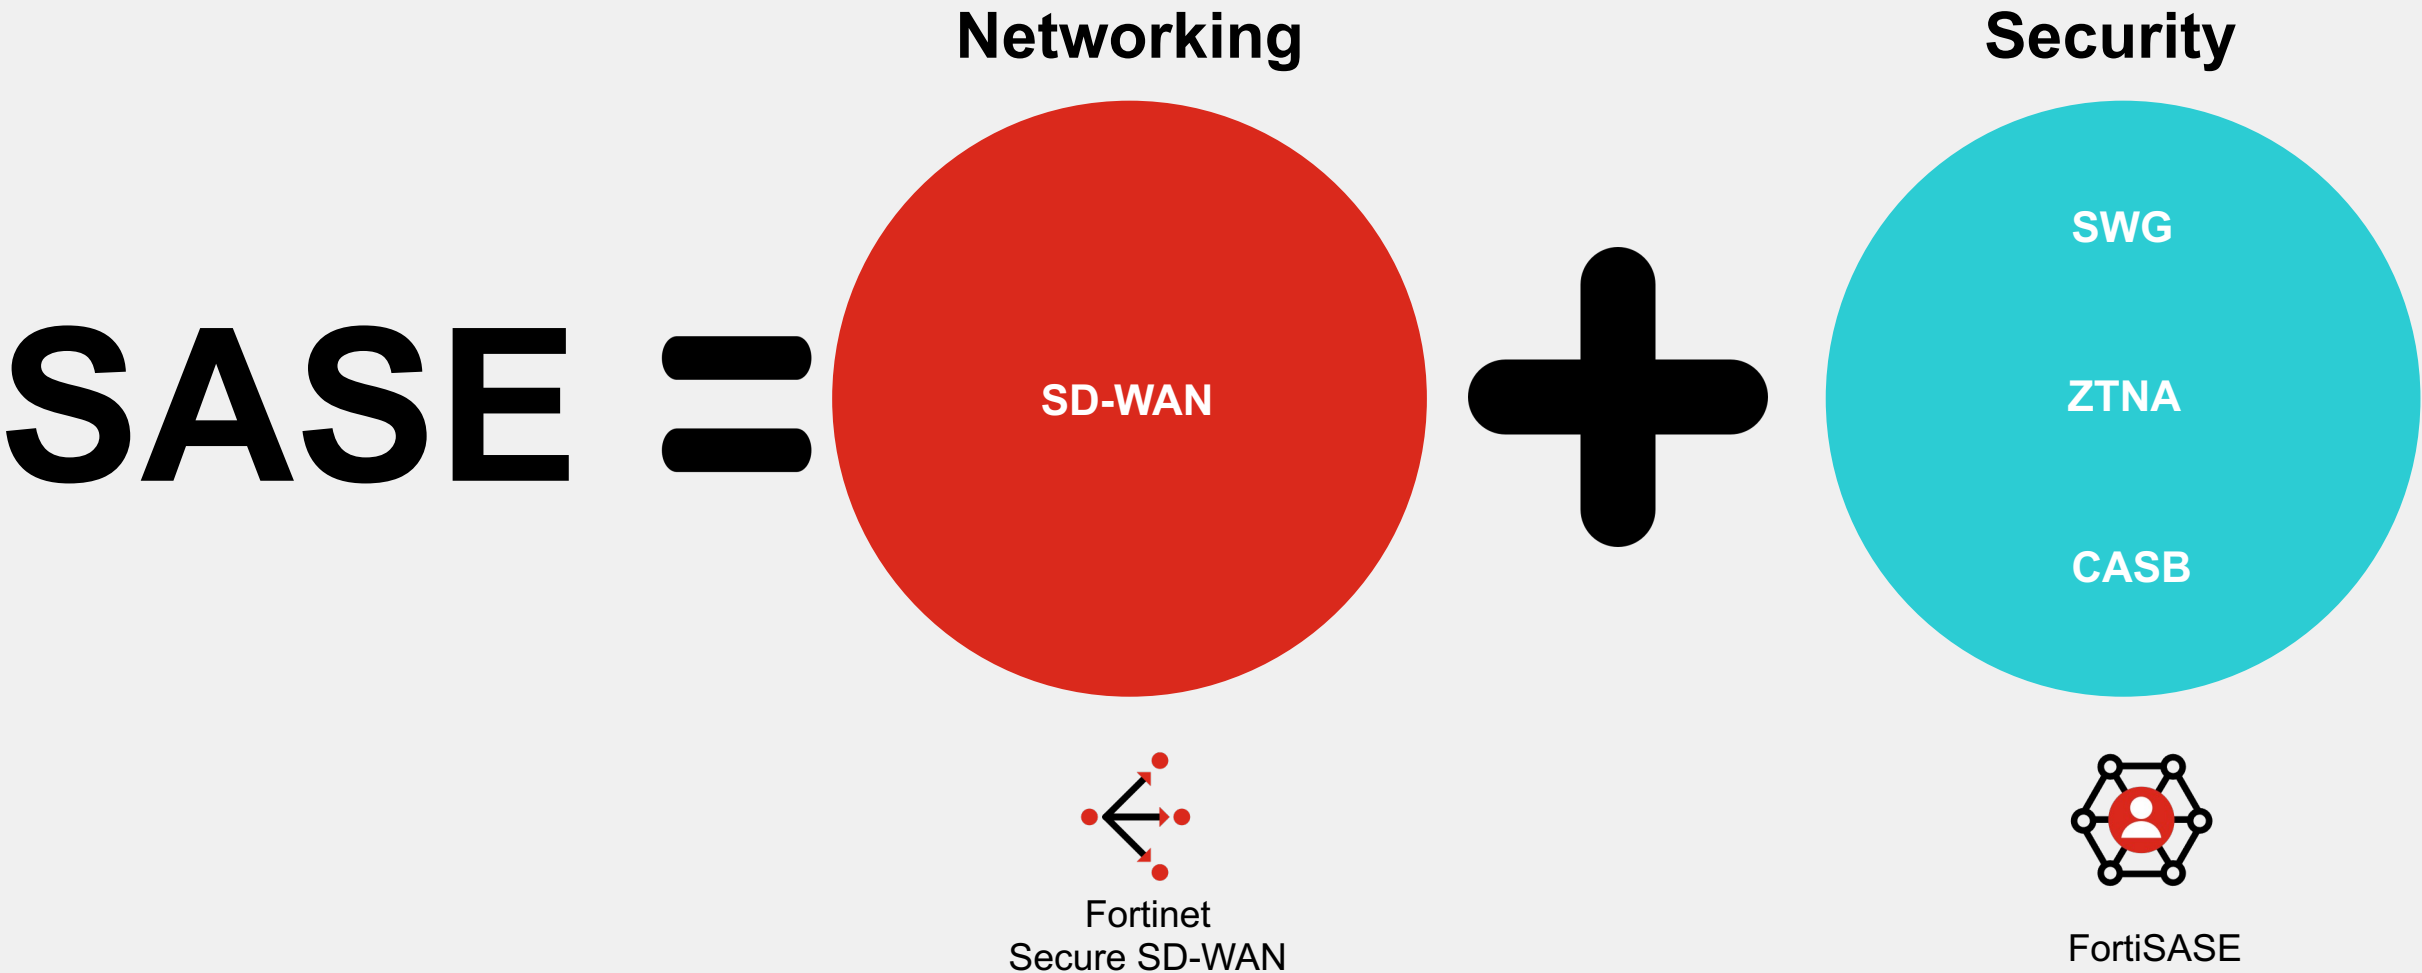 Networking
Security
SASE
=
SD-WAN
+
SWG
ZTNA
CASB
Fortinet
Secure SD-WAN
FortiSASE